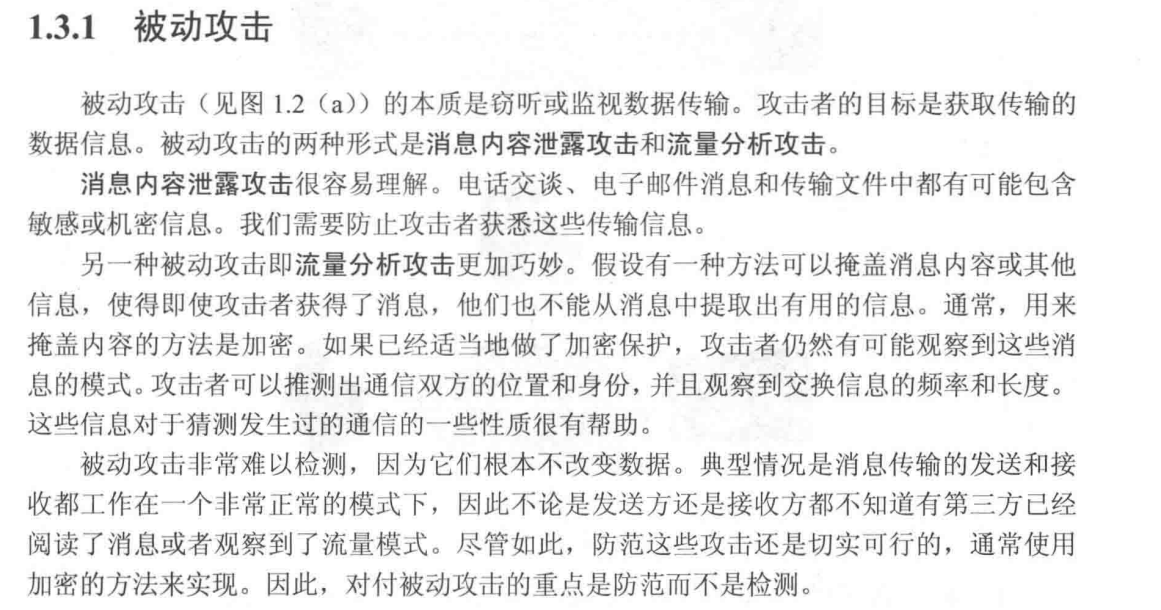 1.3.1 被动攻击
被动攻击（见图 1.2（a））的本质是窃听或监视数据传输。攻击者的目标是获取传输的
数据信息。被动攻击的两种形式是消息内容泄露攻击和流量分析攻击。
消息内容泄露攻击很容易理解。电话交谈、电子邮件消息和传输文件中都有可能包含
敏感或机密信息。我们需要防止攻击者获悉这些传输信息。
另一种被动攻击即流量分析攻击更加巧妙。假设有一种方法可以掩盖消息内容或其他
信息，使得即使攻击者获得了消息，他们也不能从消息中提取出有用的信息。通常，用来
掩盖内容的方法是加密。如果已经适当地做了加密保护，攻击者仍然有可能观察到这些消
息的模式。攻击者可以推测出通信双方的位置和身份，并且观察到交换信息的频率和长度。
这些信息对于猜测发生过的通信的一些性质很有帮助。
被动攻击非常难以检测，因为它们根本不改变数据。典型情况是消息传输的发送和接
收都工作在一个非常正常的模式下，因此不论是发送方还是接收方都不知道有第三方已经
阅读了消息或者观察到了流量模式。尽管如此，防范这些攻击还是切实可行的，通常使用
加密的方法来实现。因此，对付被动攻击的重点是防范而不是检测。